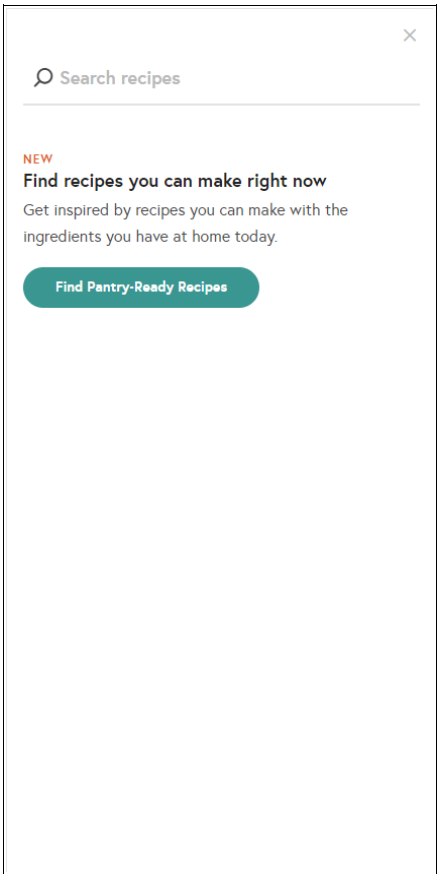 Search recipes
NEW
Find recipes you can make right now
Get inspired by recipes you can make with the
ingredients you have at home today.
Find Pantry-Ready Recipes